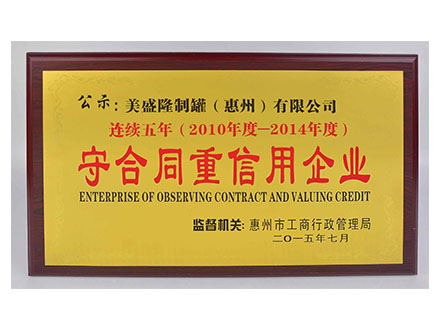 公示：美盛隆制罐（惠州）有限公司
连续五年（2010年度—2014年度）
守合同重信用企业
ENTERPRISE OF OBSERVING CONTRACT AND VALUING CREDIT
监督机关：惠州市工商行政管理局
二〇一五年七月